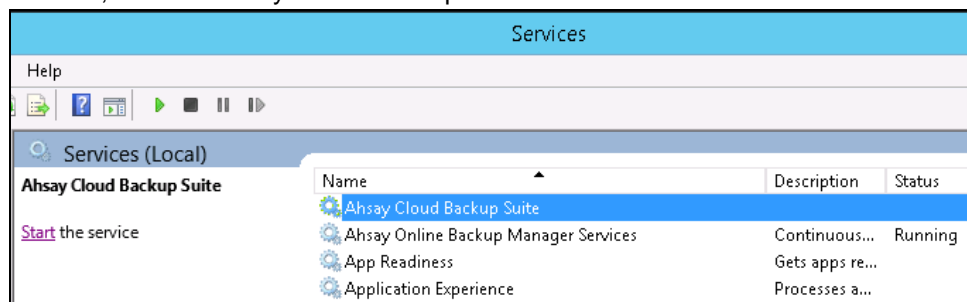 Services
Help
Services (Local)
Ahsay Cloud Backup Suite
Start the service
Name Description Status
Ahsay Cloud Backup Suite
Ahsay Online Backup Manager Services Continuous... Running
App Readiness Gets apps re...
Application Experience Processes a...